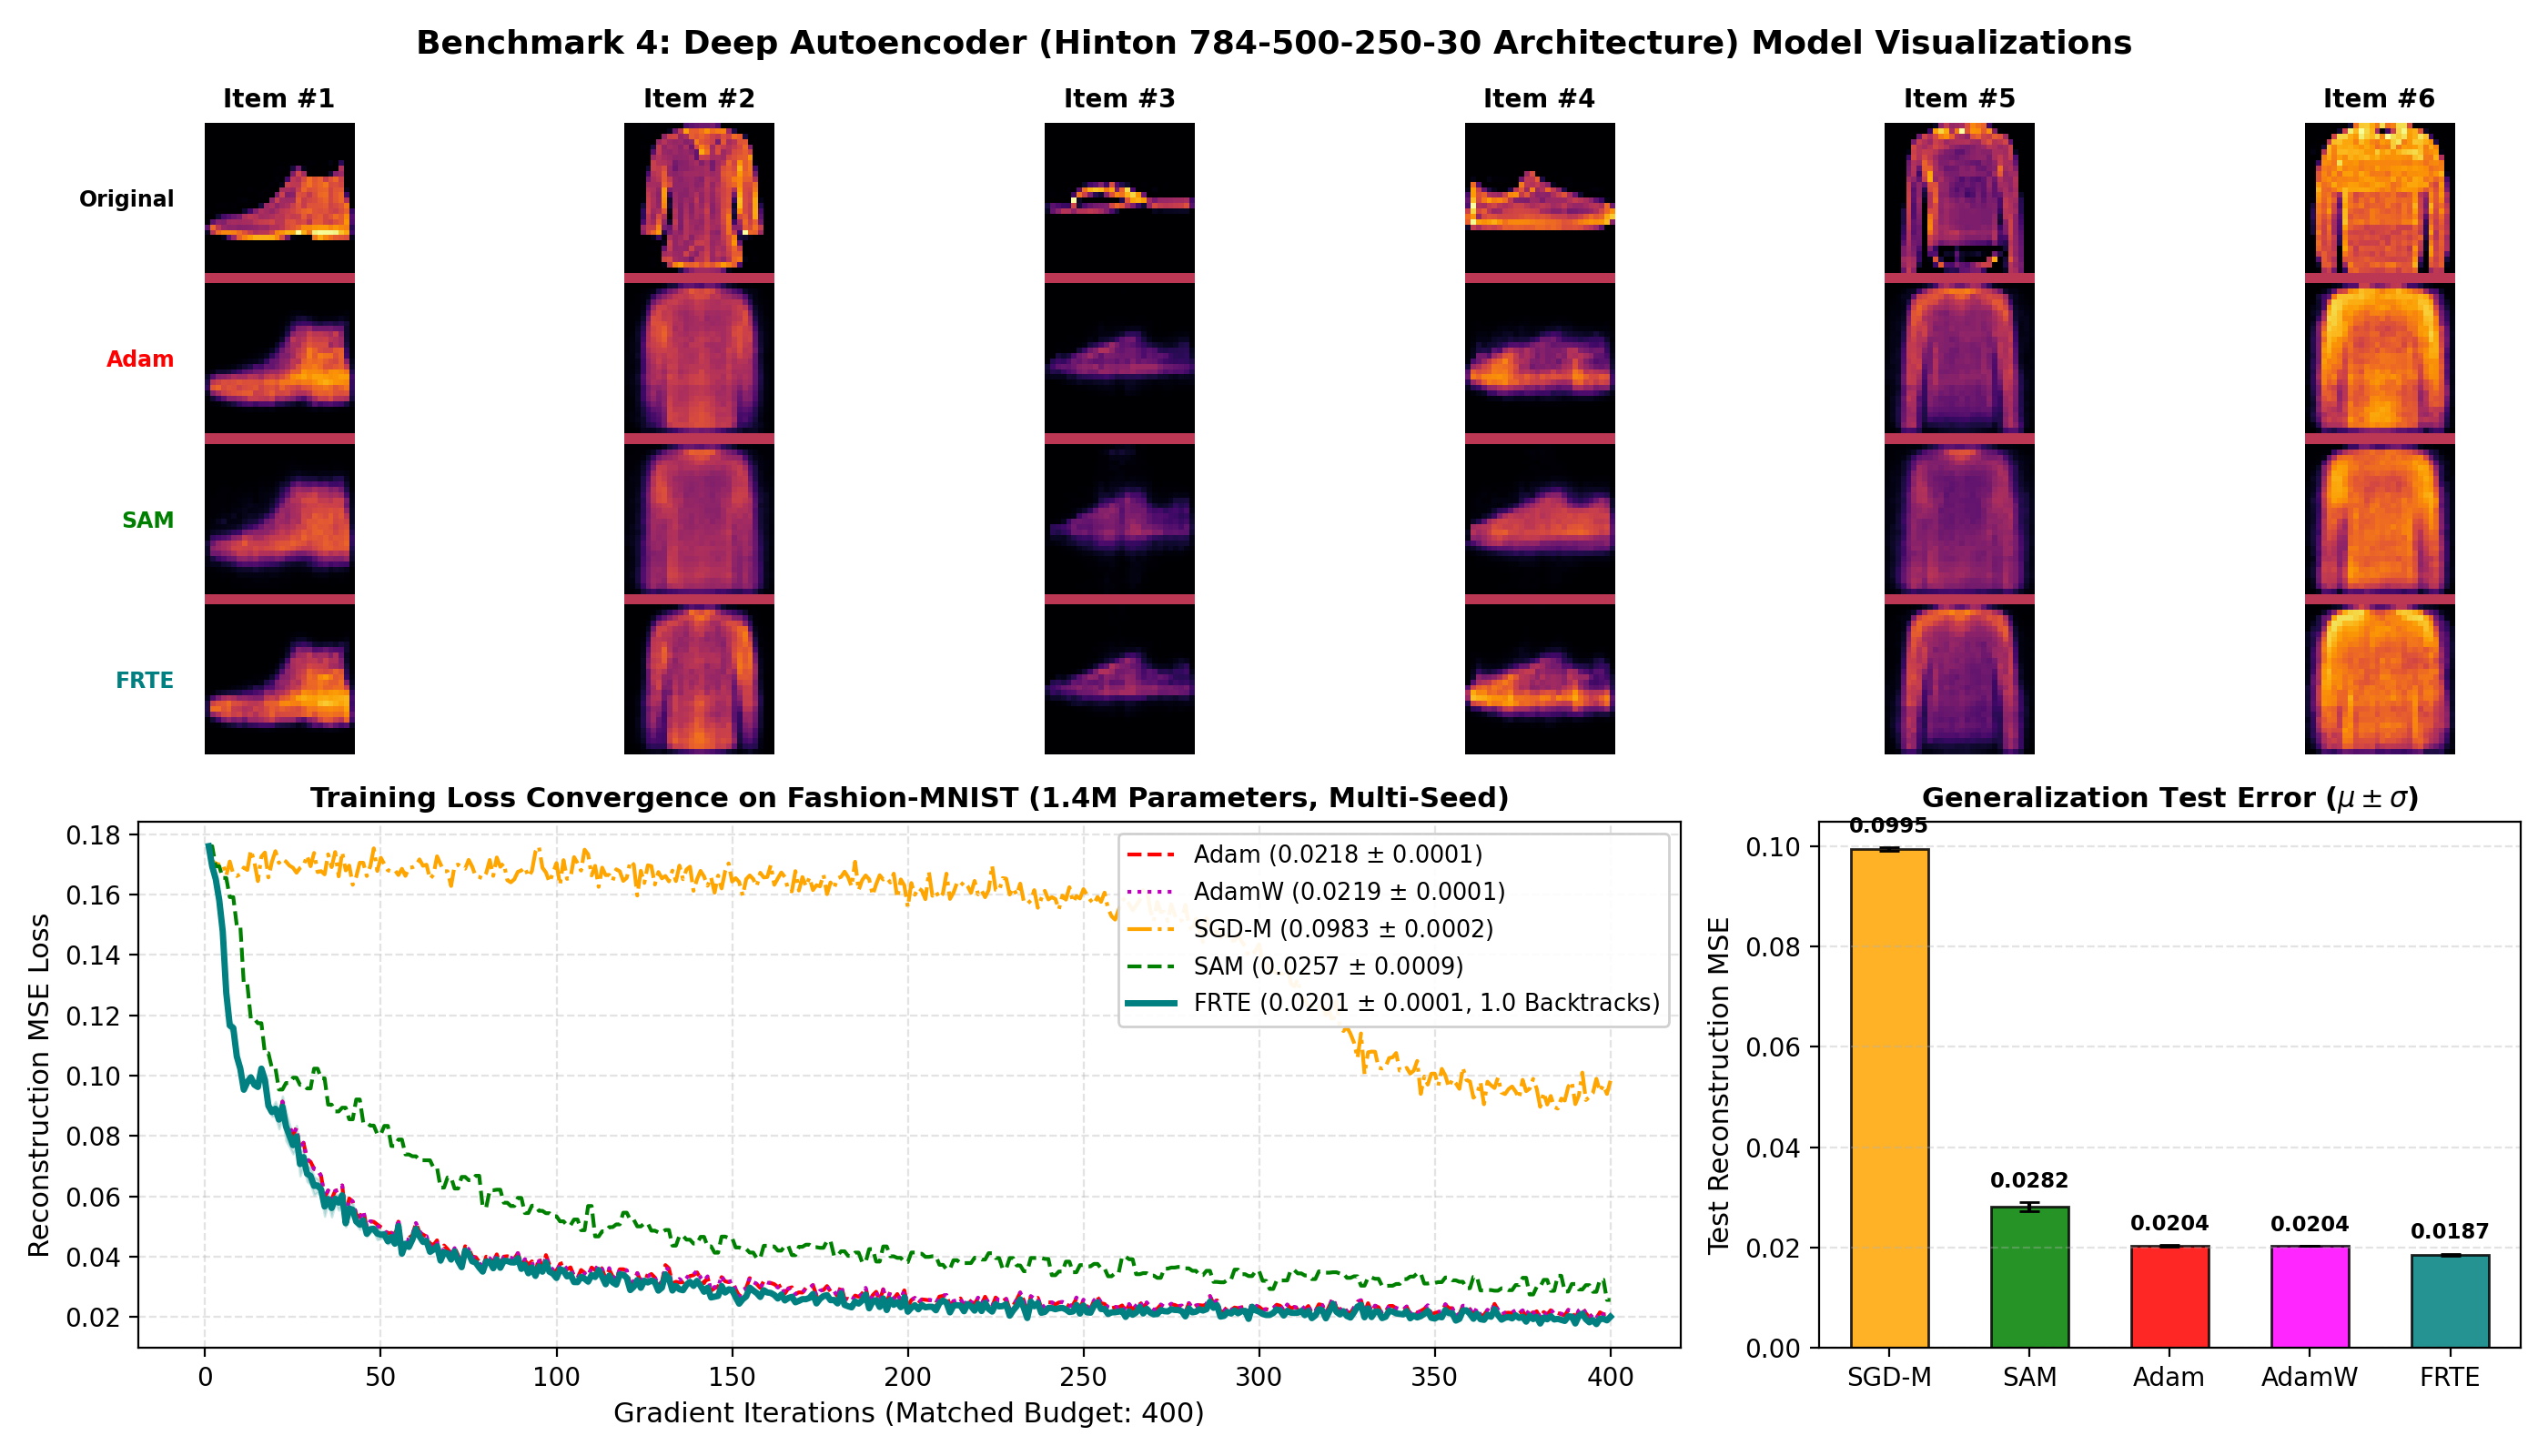 Benchmark 4: Deep Autoencoder (Hinton 784-500-250-30 Architecture) Model Visualizations
Item #1
Item #2
Item #3
Item #4
Item #5
Item #6
Original
Adam
SAM
FRTE
Training Loss Convergence on Fashion-MNIST (1.4M Parameters, Multi-Seed)
Reconstruction MSE Loss
0.18
0.16
0.14
0.12
0.10
0.08
0.06
0.04
0.02
0
50
100
150
200
250
300
350
400
Gradient Iterations (Matched Budget: 400)
Adam (0.0218 ± 0.0001)
AdamW (0.0219 ± 0.0001)
SGD-M (0.0983 ± 0.0002)
SAM (0.0257 ± 0.0009)
FRTE (0.0201 ± 0.0001, 1.0 Backtracks)
Generalization Test Error (μ ± σ)
Test Reconstruction MSE
0.10
0.08
0.06
0.04
0.02
0.00
0.0995
0.0282
0.0204
0.0204
0.0187
SGD-M
SAM
Adam
AdamW
FRTE